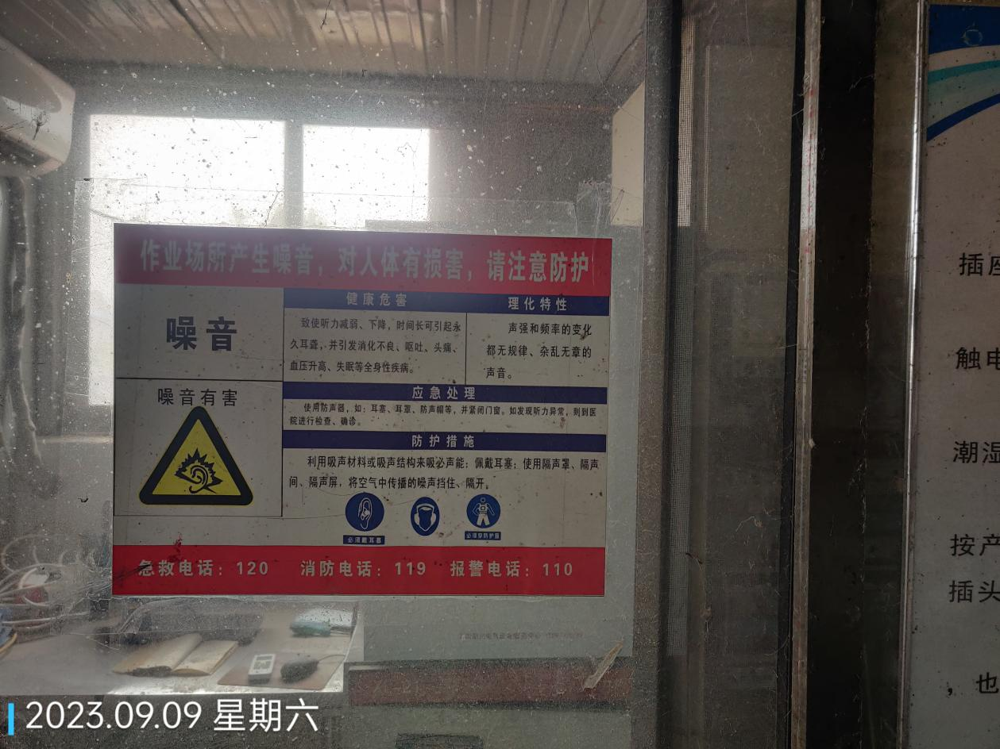 作业场所产生噪音，对人体有损害，请注意防护
噪音
健康危害
致使听力减弱、下降，时间长可引起永
久耳聋，并引发消化不良、呕吐、头痛、
血压升高、失眠等全身性疾病。
理化特性
声强和频率的变化
都无规律、杂乱无章的
声音。
噪音有害
应急处理
使用防声器，如：耳塞、耳罩、防声帽等，并紧闭门窗。如发现听力异常，则到医
院进行检查、确诊。
防护措施
利用吸声材料或吸声结构来吸必声能；佩戴耳塞；使用隔声罩、隔声
间、隔声屏，将空气中传播的噪声挡住、隔开。
必须戴耳塞
必须穿防护服
急救电话：120 消防电话：119 报警电话：110
插座
触电
潮湿
按产
插头
，也
2023.09.09 星期六